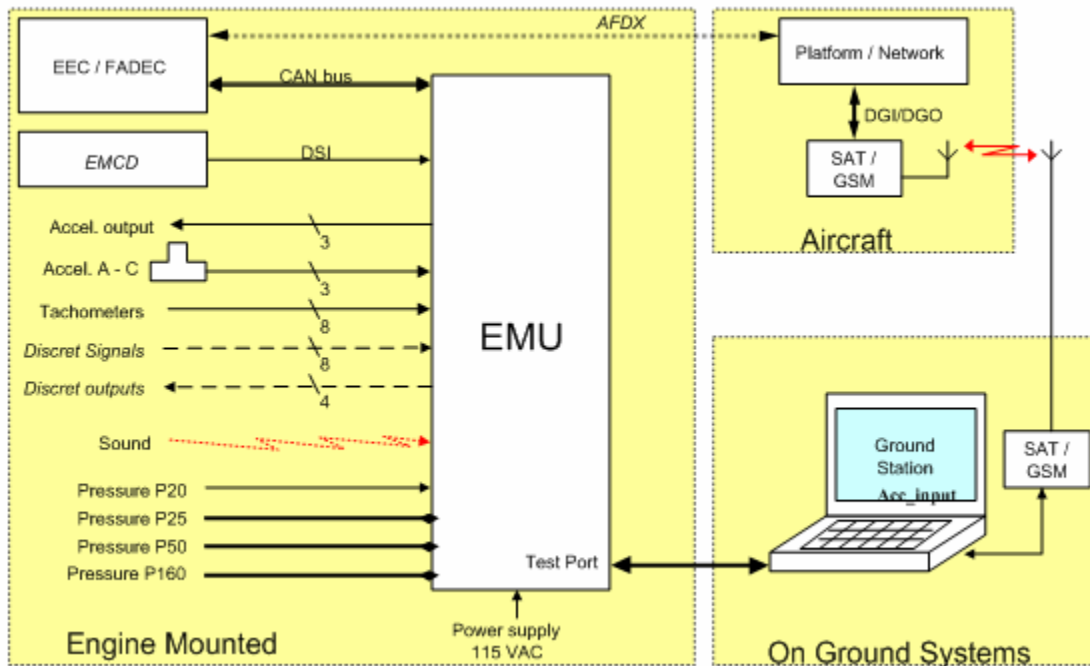 AFDX
EEC / FADEC
CAN bus
Platform / Network
DGI/DGO
EMCD
DSI
SAT /
GSM
Accel. output
3
Aircraft
Accel. A - C
3
Tachometers
8
EMU
Discret Signals
8
Discret outputs
4
Sound
Ground
Station
Acc_input
SAT /
GSM
Pressure P20
Pressure P25
Pressure P50
Test Port
Pressure P160
Engine Mounted
Power supply
115 VAC
On Ground Systems